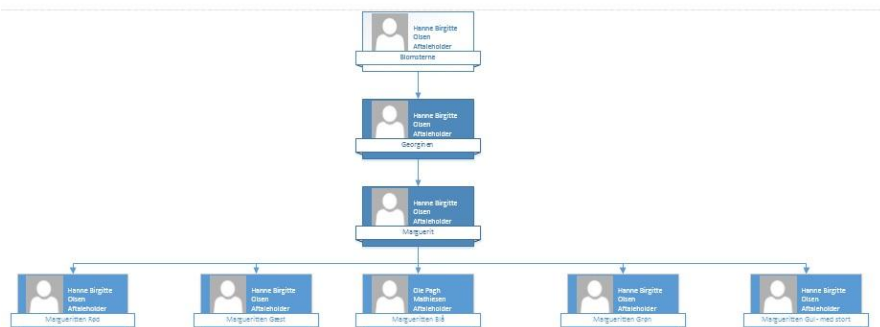 Hanne Birgitte
Olsen
Aftaleholder
Blomsterne
Hanne Birgitte
Olsen
Aftaleholder
Georginen
Hanne Birgitte
Olsen
Aftaleholder
Marguerit
Hanne Birgitte
Olsen
Aftaleholder
Margueritten Rød
Hanne Birgitte
Olsen
Aftaleholder
Margueritten Gæst
Ole Pagh
Mathiesen
Aftaleholder
Margueritten Blå
Hanne Birgitte
Olsen
Aftaleholder
Margueritten Grøn
Hanne Birgitte
Olsen
Aftaleholder
Margueritten Gul - med stort